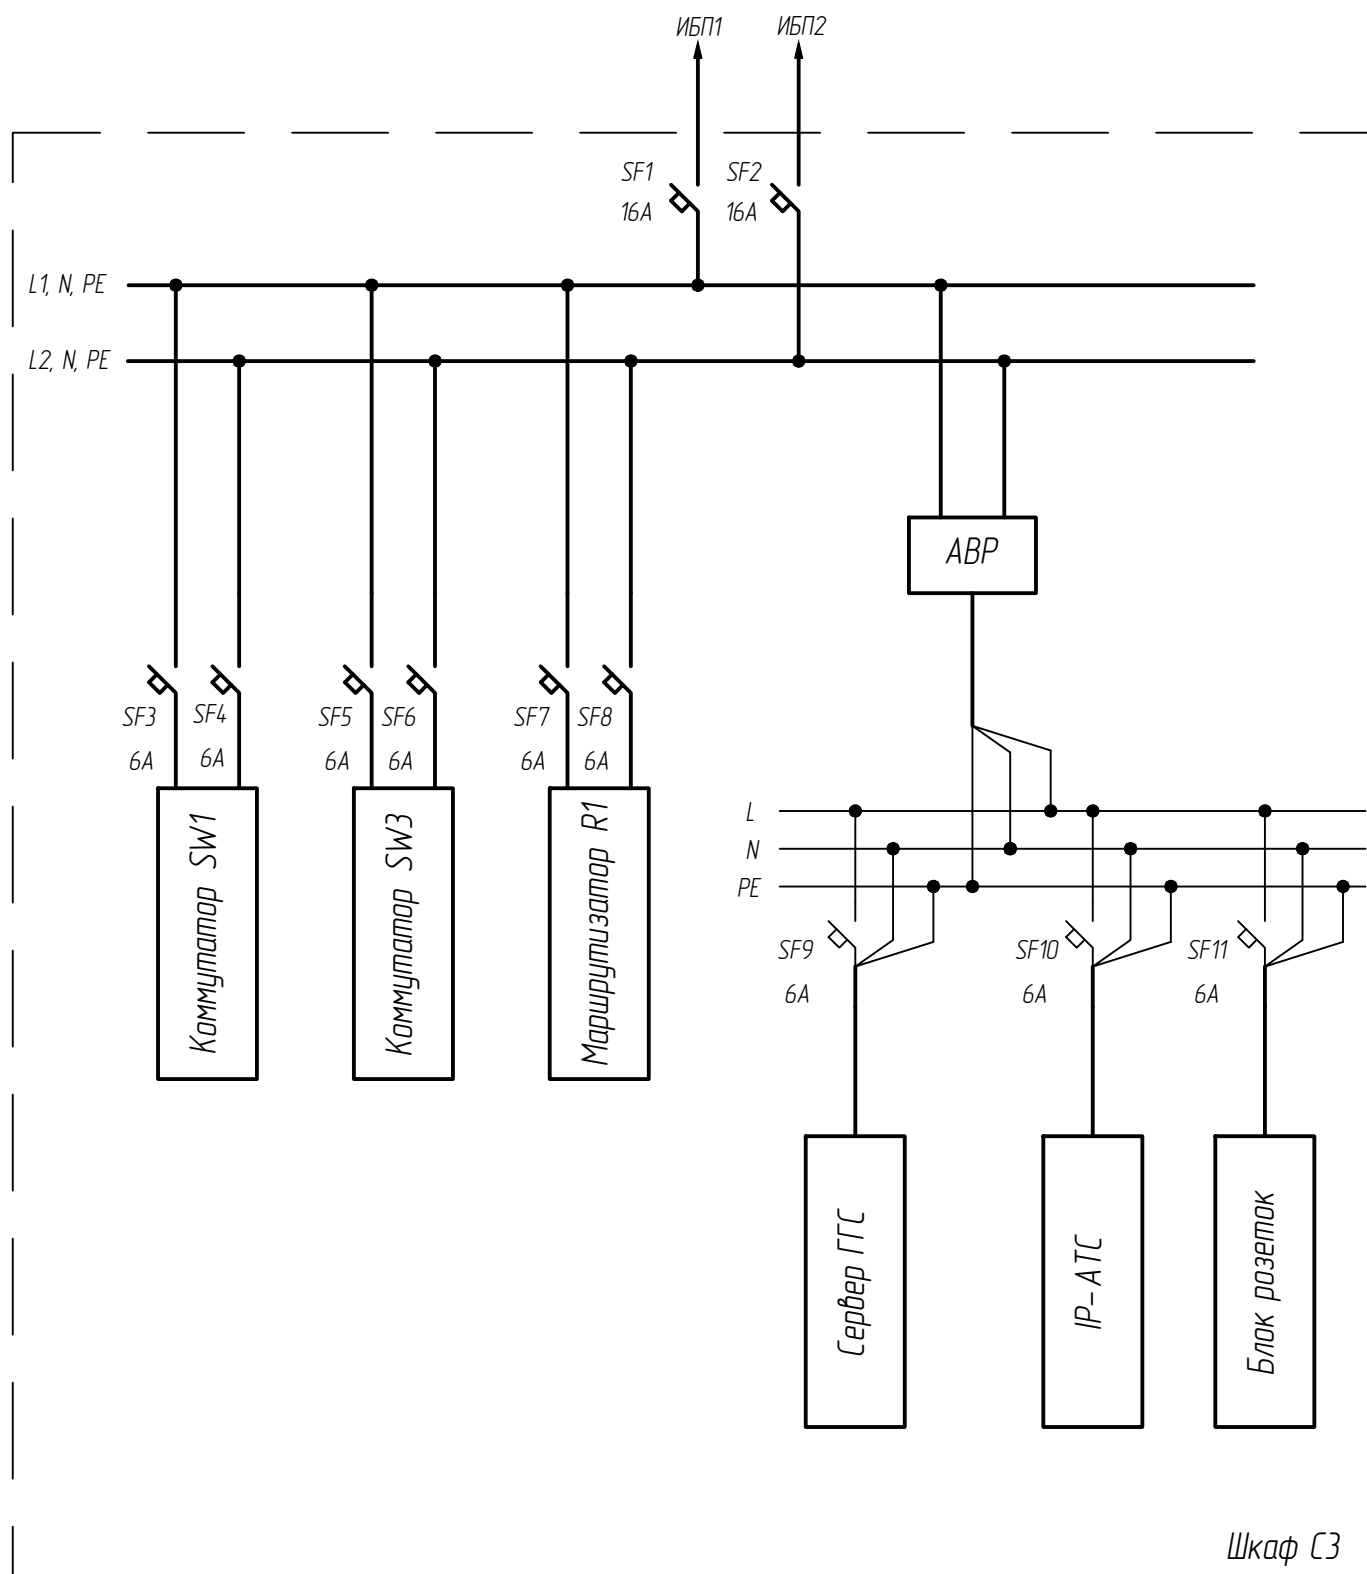 ИБП1 ИБП2
SF1 SF2
16А 16А
L1, N, PE
L2, N, PE
АВР
SF3 SF4 SF5 SF6 SF7 SF8
6А 6А 6А 6А 6А 6А
Коммутатор SW1
Коммутатор SW3
Маршрутизатор R1
L
N
PE
SF9 SF10 SF11
6А 6А 6А
Сервер ГГС
IP-АТС
Блок розеток
Шкаф С3